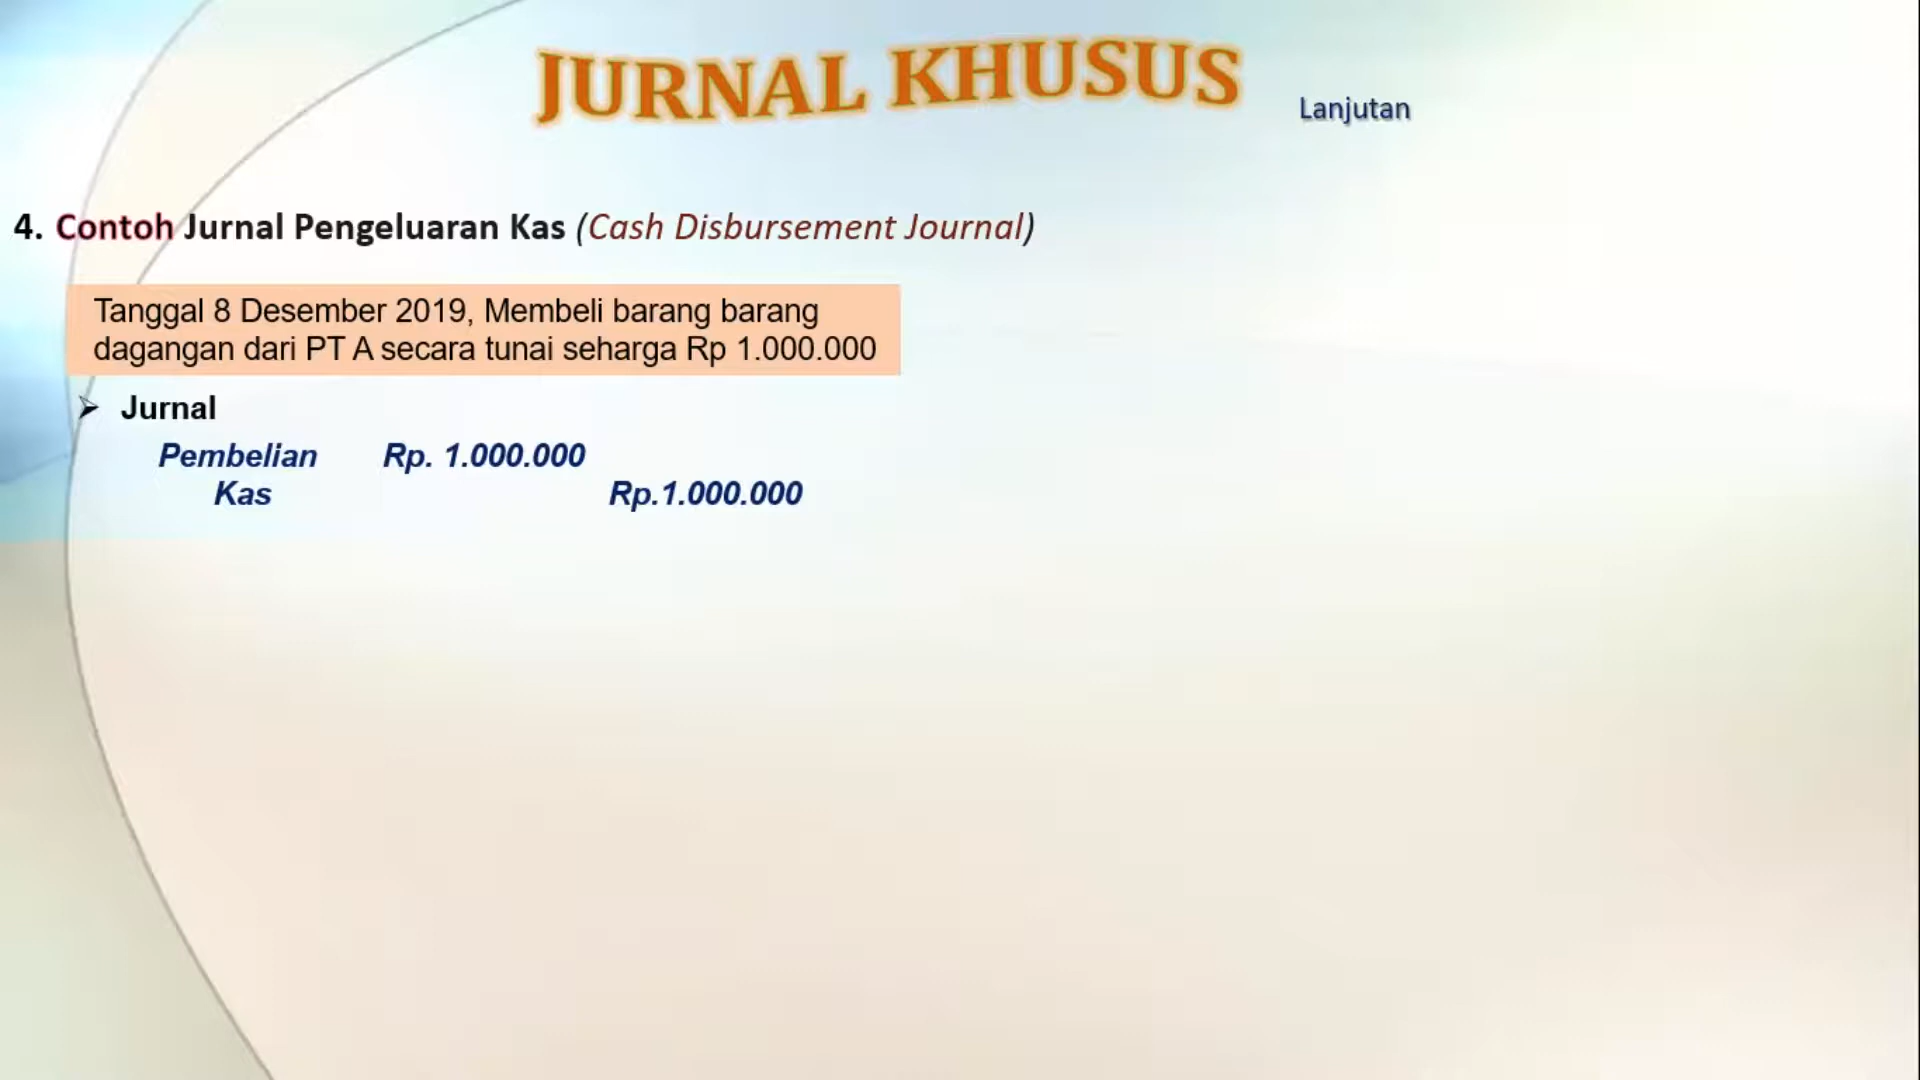 JURNAL KHUSUS
Lanjutan
4. Contoh Jurnal Pengeluaran Kas (Cash Disbursement Journal)
Tanggal 8 Desember 2019, Membeli barang barang
dagangan dari PT A secara tunai seharga Rp 1.000.000
➢ Jurnal
Pembelian Rp. 1.000.000
Kas Rp.1.000.000